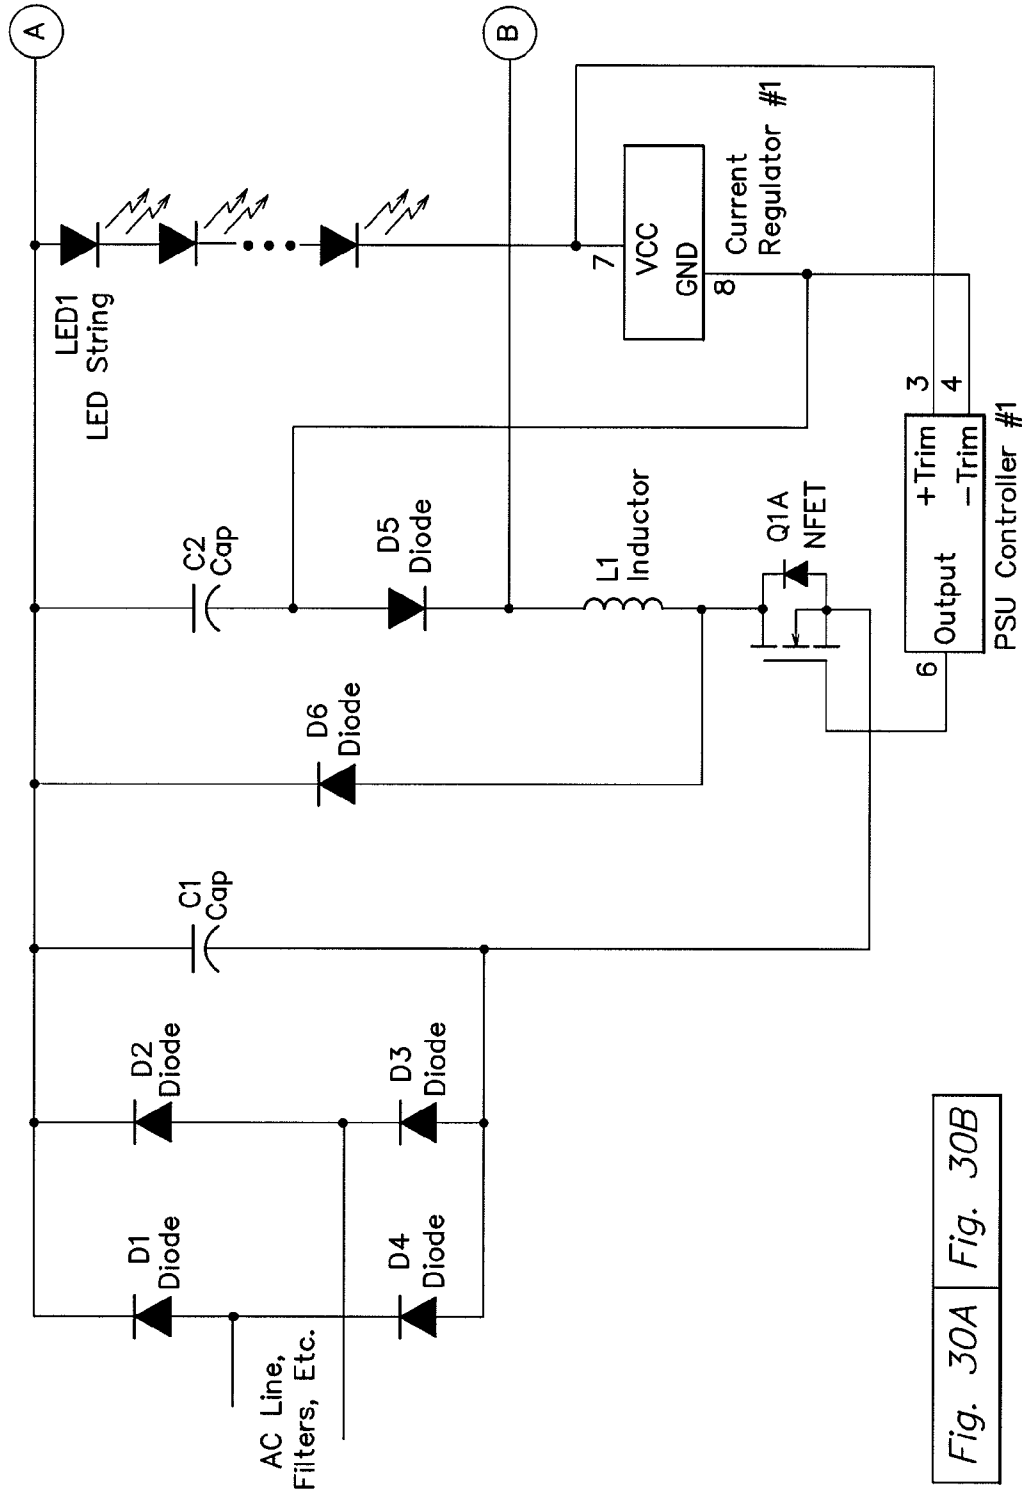 AC Line,
Filters, Etc.
D1
Diode
D2
Diode
D4
Diode
D3
Diode
C1
Cap
D6
Diode
C2
Cap
D5
Diode
L1
Inductor
Q1A
NFET
LED1
LED String
A
B
7
VCC
GND
8
Current
Regulator #1
3
4
+Trim
-Trim
Output
6
PSU Controller #1
Fig. 30A Fig. 30B